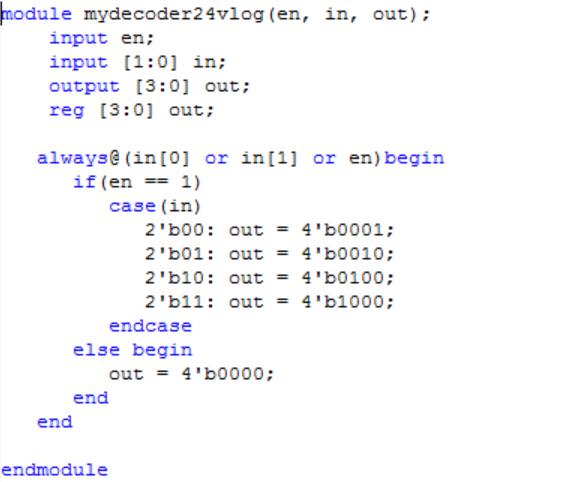 module mydecoder24vlog(en, in, out);
    input en;
    input [1:0] in;
    output [3:0] out;
    reg [3:0] out;

   always@(in[0] or in[1] or en)begin
      if(en == 1)
         case(in)
            2'b00: out = 4'b0001;
            2'b01: out = 4'b0010;
            2'b10: out = 4'b0100;
            2'b11: out = 4'b1000;
         endcase
      else begin
         out = 4'b0000;
      end
   end

endmodule